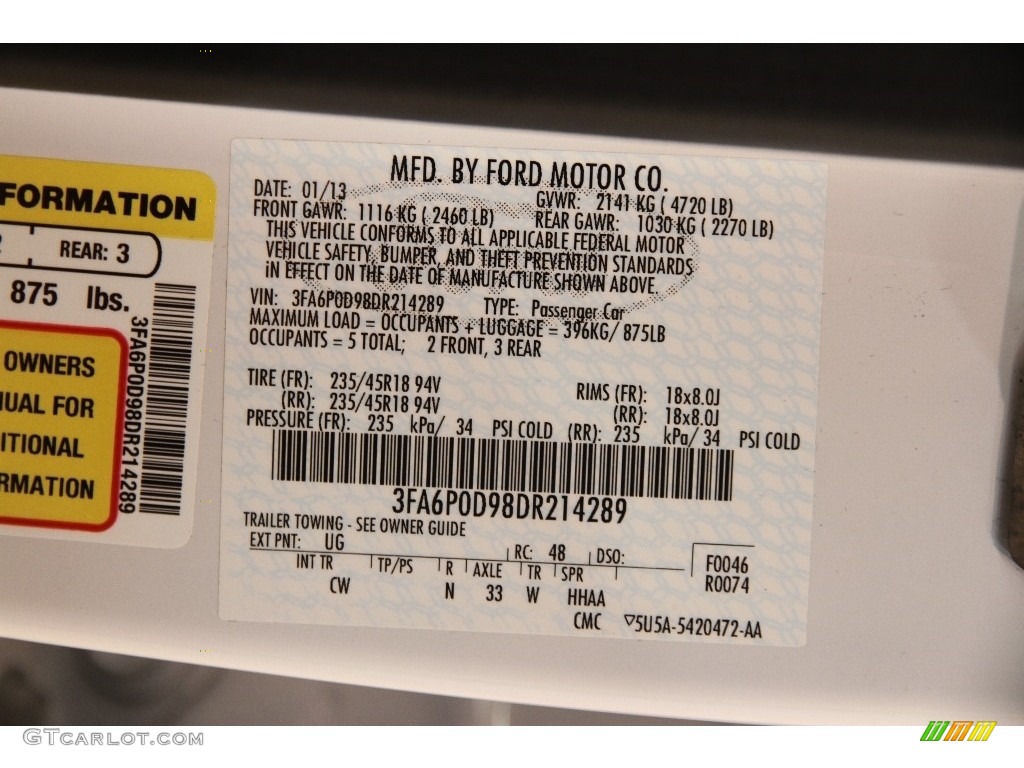 MFD. BY FORD MOTOR CO.
DATE: 01/13 GVWR: 2141 KG ( 4720 LB)
FRONT GAWR: 1116 KG ( 2460 LB) REAR GAWR: 1030 KG ( 2270 LB)
THIS VEHICLE CONFORMS TO ALL APPLICABLE FEDERAL MOTOR
VEHICLE SAFETY, BUMPER, AND THEFT PREVENTION STANDARDS
IN EFFECT ON THE DATE OF MANUFACTURE SHOWN ABOVE.
VIN: 3FA6P0D98DR214289 TYPE: Passenger Car
MAXIMUM LOAD = OCCUPANTS + LUGGAGE = 396KG/ 875LB
OCCUPANTS = 5 TOTAL; 2 FRONT, 3 REAR
TIRE (FR): 235/45R18 94V RIMS (FR): 18x8.0J
(RR): 235/45R18 94V (RR): 18x8.0J
PRESSURE (FR): 235 kPa/ 34 PSI COLD (RR): 235 kPa/ 34 PSI COLD
3FA6P0D98DR214289
TRAILER TOWING - SEE OWNER GUIDE
EXT PNT: UG RC: 48 DSO: F0046
R0074
INT TR TP/PS R AXLE TR SPR
CW N 33 W HHAA
CMC ▽5U5A-5420472-AA
FORMATION
REAR: 3
875 lbs.
OWNERS
UAL FOR
ITIONAL
RMATION
3FA6P0D98DR214289
GTCarlot.com